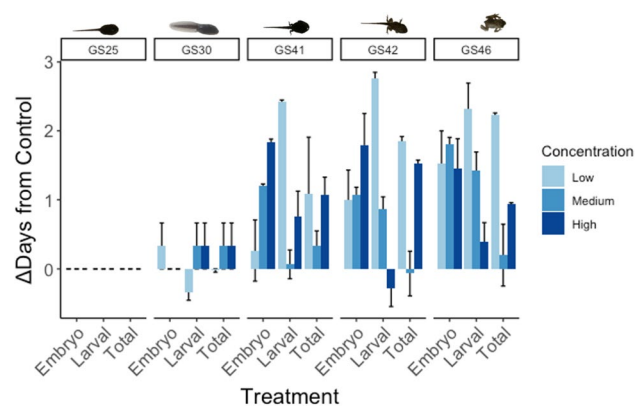 GS25 GS30 GS41 GS42 GS46
3
2
1
0
ΔDays from Control
Embryo Larval Total Embryo Larval Total Embryo Larval Total Embryo Larval Total Embryo Larval Total
Treatment
Concentration
Low
Medium
High